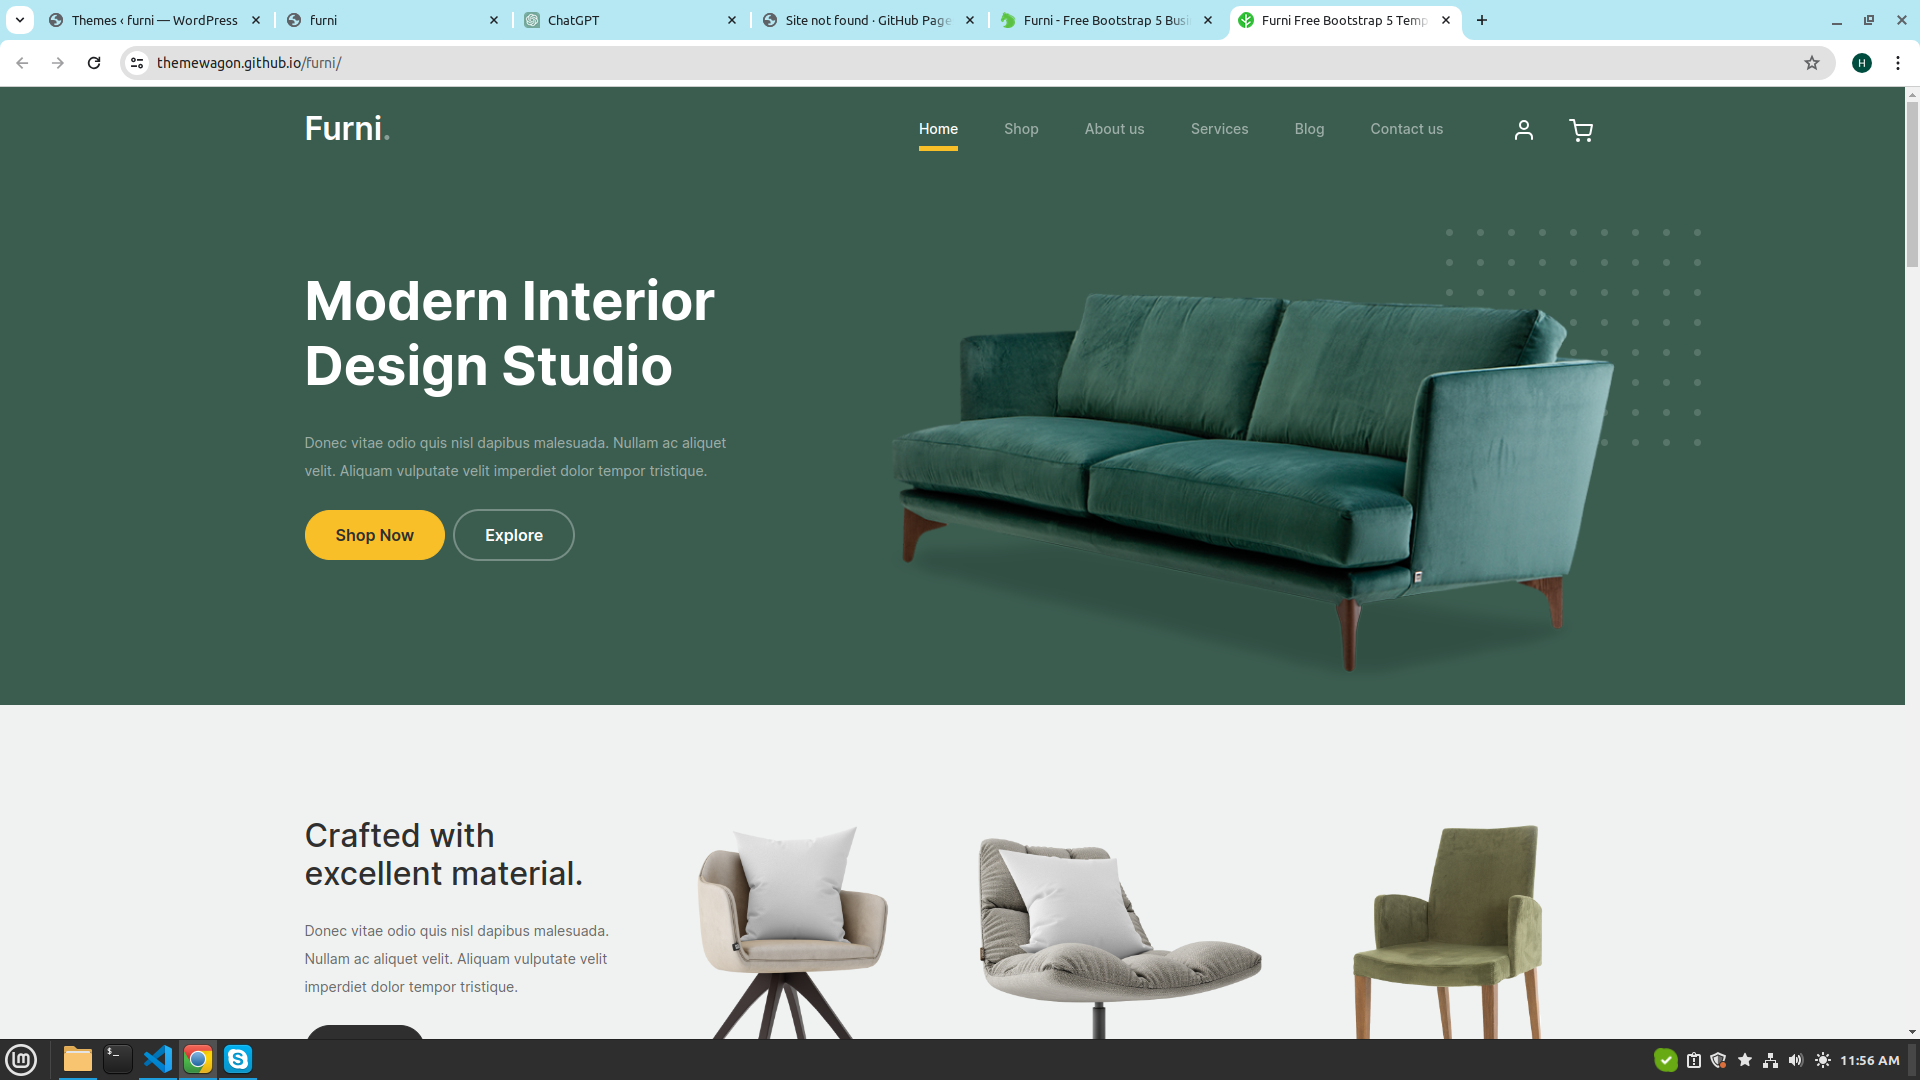 Themes ‹ furni — WordPress
furni
ChatGPT
Site not found · GitHub Page
Furni - Free Bootstrap 5 Busi
Furni Free Bootstrap 5 Temp
themewagon.github.io/furni/
H
Furni.
Home
Shop
About us
Services
Blog
Contact us
Modern Interior
Design Studio
Donec vitae odio quis nisl dapibus malesuada. Nullam ac aliquet
velit. Aliquam vulputate velit imperdiet dolor tempor tristique.
Shop Now
Explore
Crafted with
excellent material.
Donec vitae odio quis nisl dapibus malesuada.
Nullam ac aliquet velit. Aliquam vulputate velit
imperdiet dolor tempor tristique.
11:56 AM